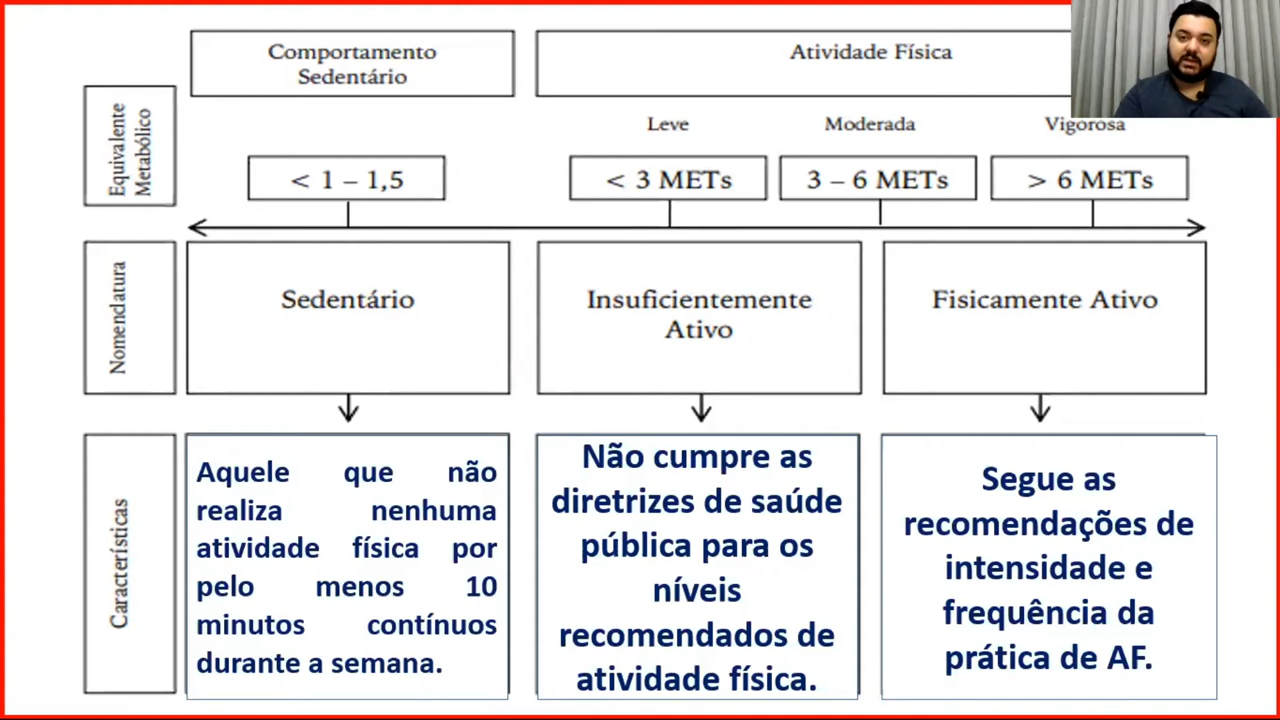 Comportamento
Sedentário
Atividade Física
Equivalente
Metabólico
Leve
Moderada
Vigorosa
< 1 – 1,5
< 3 METs
3 – 6 METs
> 6 METs
Nomendatura
Sedentário
Insuficientemente
Ativo
Fisicamente Ativo
Características
Aquele que não
realiza nenhuma
atividade física por
pelo menos 10
minutos contínuos
durante a semana.
Não cumpre as
diretrizes de saúde
pública para os
níveis
recomendados de
atividade física.
Segue as
recomendações de
intensidade e
frequência da
prática de AF.